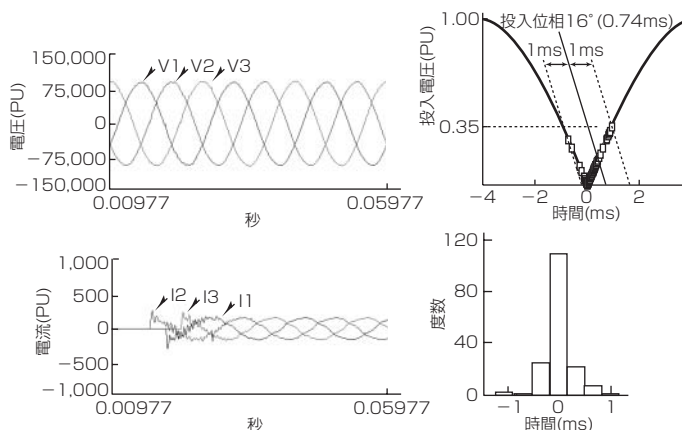 150,000
75,000
0
−75,000
−150,000
電圧(PU)
V1 V2 V3
0.00977 0.05977
秒
1.00
0.35
投入電圧(PU)
投入位相16°(0.74ms)
1ms 1ms
−4 −2 0 2
時間(ms)
1,000
500
0
−500
−1,000
電流(PU)
I2 I3 I1
0.00977 0.05977
秒
120
80
40
0
度数
−1 0 1
時間(ms)